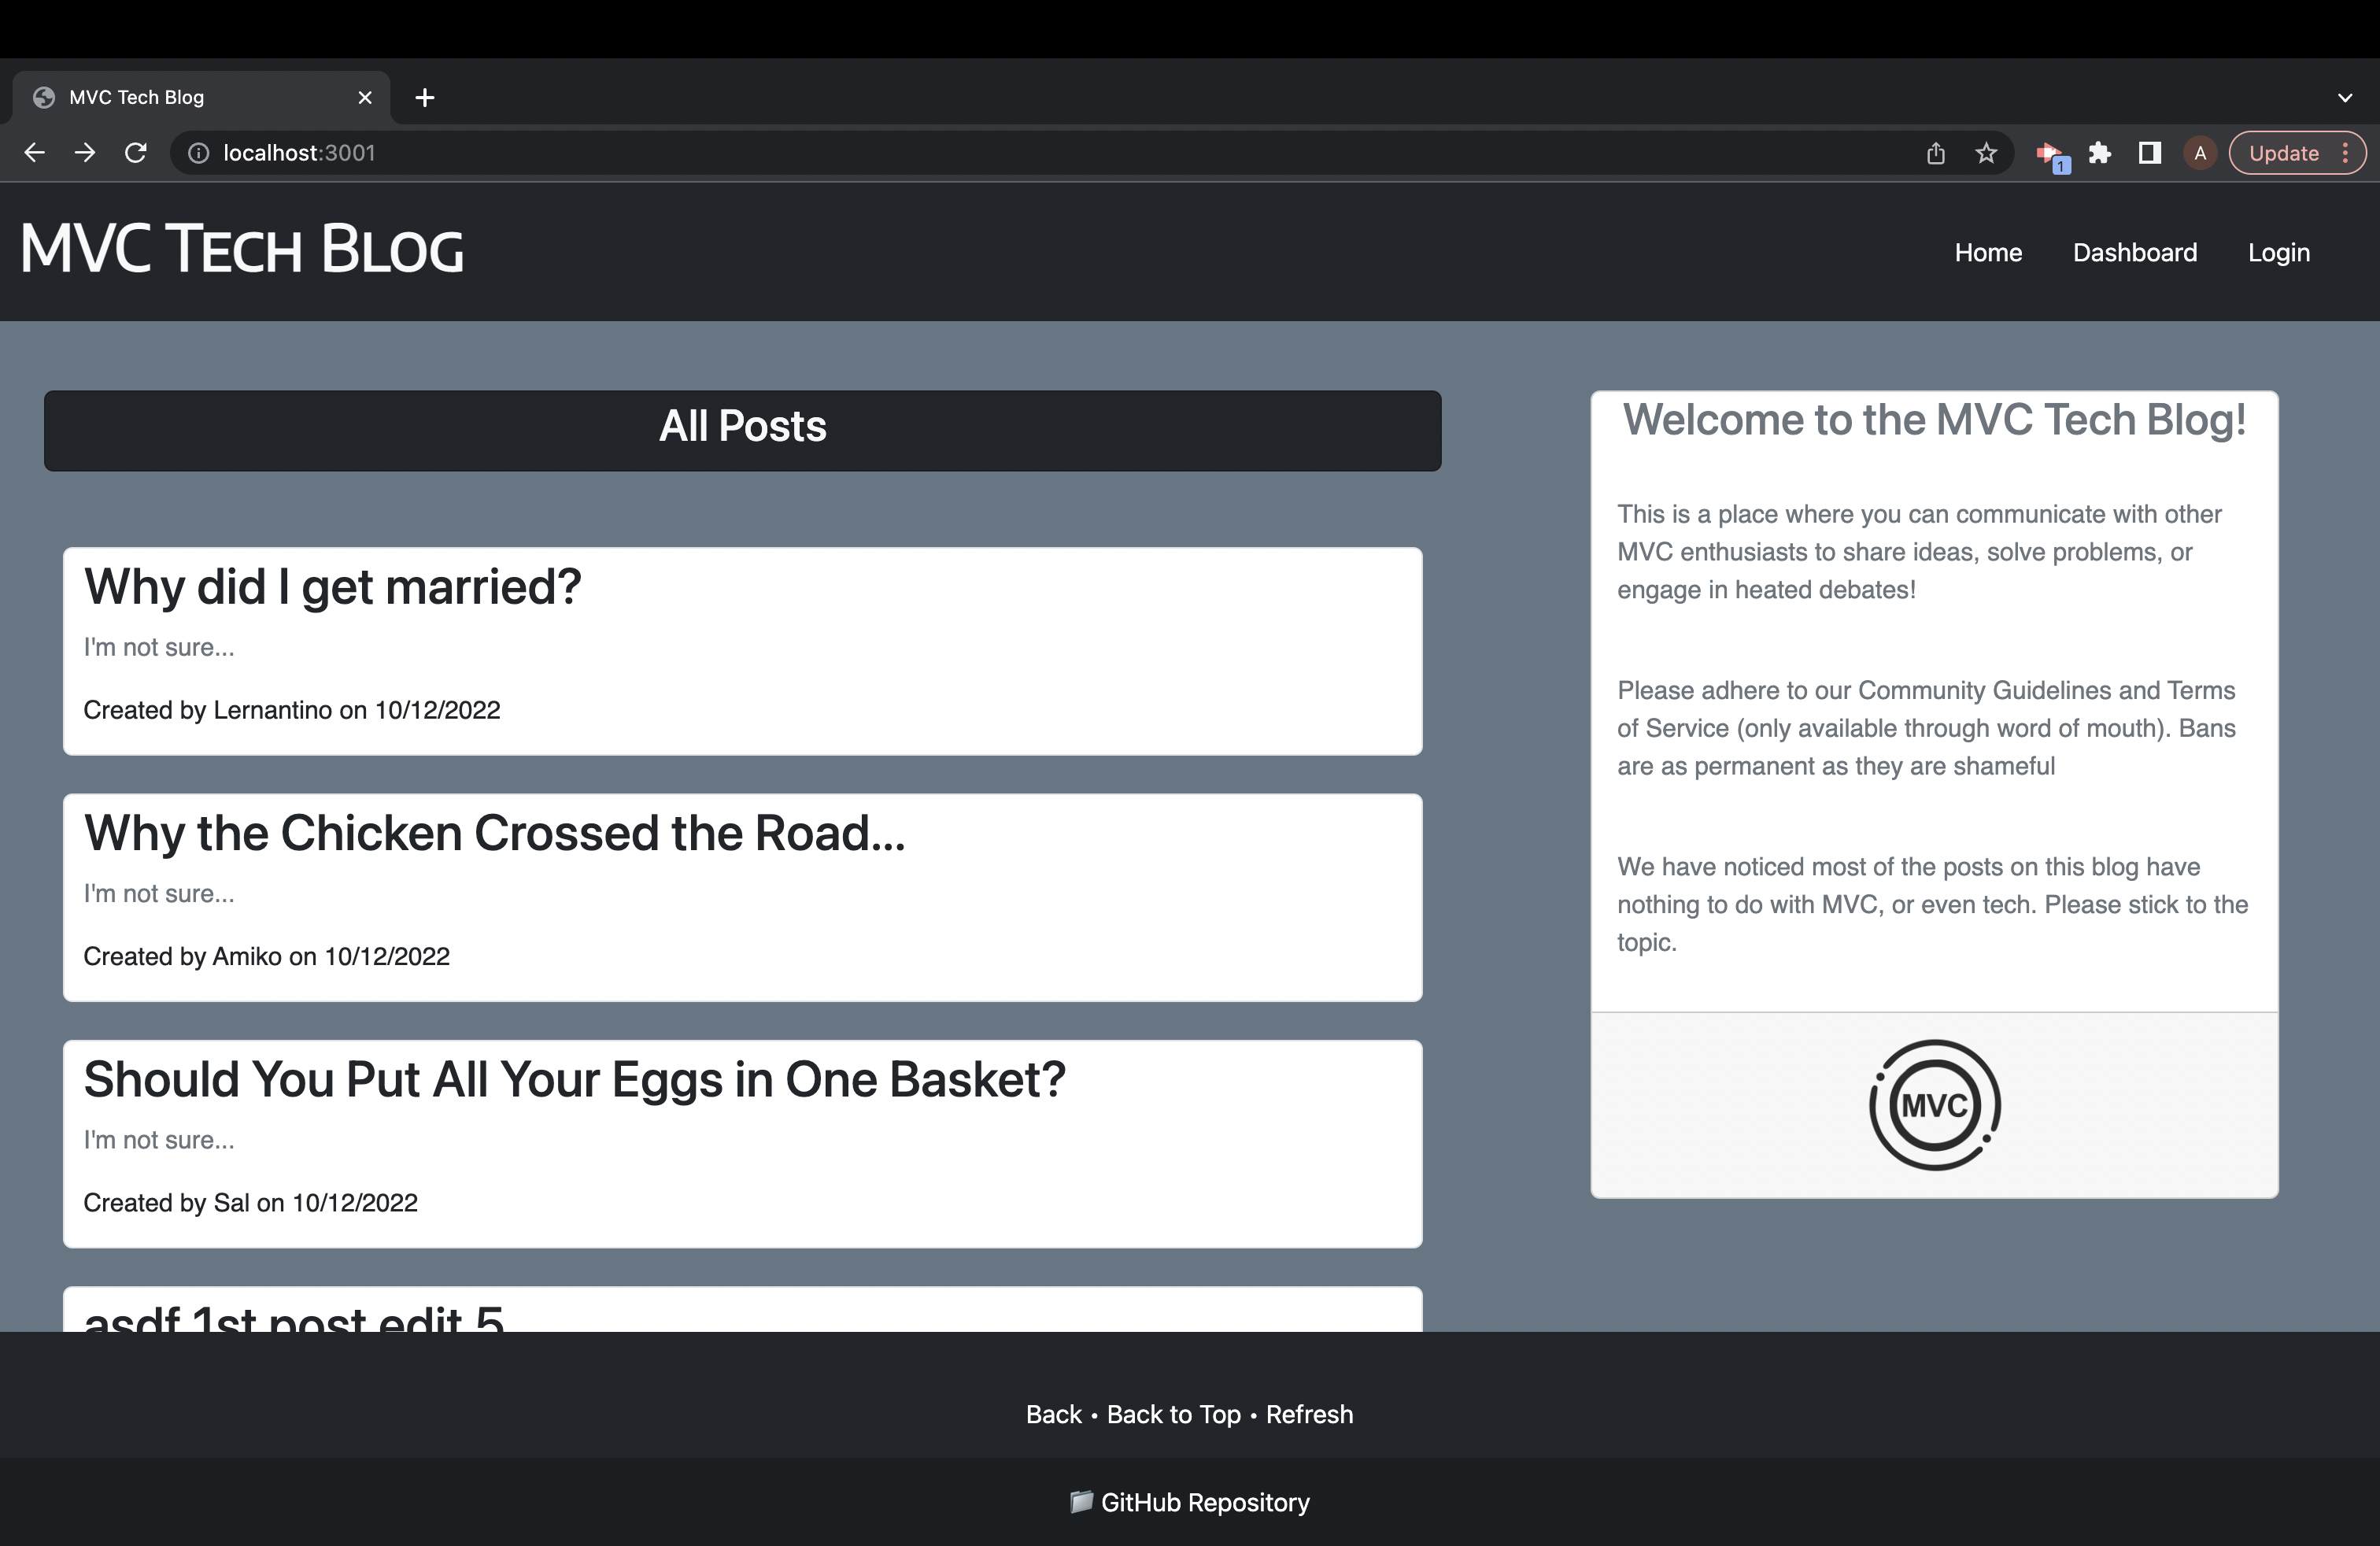 MVC Tech Blog
localhost:3001
1
A
Update
MVC Tech Blog
Home
Dashboard
Login
All Posts
Why did I get married?
I'm not sure...
Created by Lernantino on 10/12/2022
Why the Chicken Crossed the Road...
I'm not sure...
Created by Amiko on 10/12/2022
Should You Put All Your Eggs in One Basket?
I'm not sure...
Created by Sal on 10/12/2022
asdf 1st post edit 5
Welcome to the MVC Tech Blog!
This is a place where you can communicate with other
MVC enthusiasts to share ideas, solve problems, or
engage in heated debates!
Please adhere to our Community Guidelines and Terms
of Service (only available through word of mouth). Bans
are as permanent as they are shameful
We have noticed most of the posts on this blog have
nothing to do with MVC, or even tech. Please stick to the
topic.
MVC
Back • Back to Top • Refresh
GitHub Repository